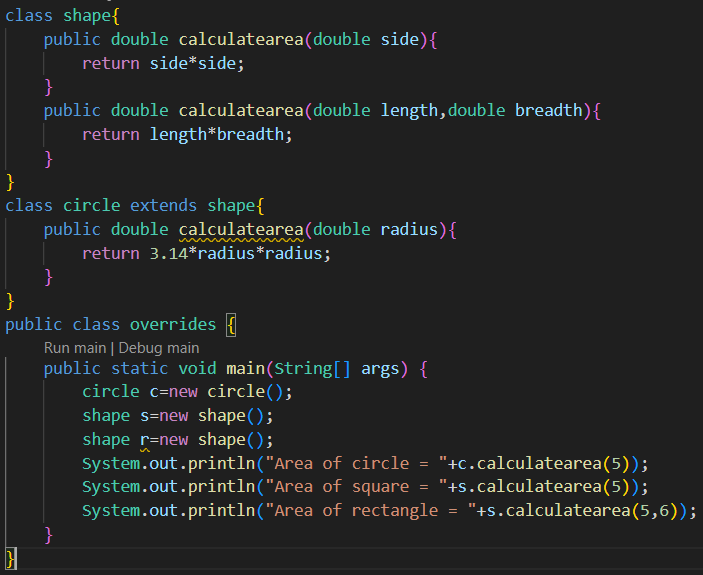 class shape{
    public double calculatearea(double side){
        return side*side;
    }
    public double calculatearea(double length,double breadth){
        return length*breadth;
    }
}
class circle extends shape{
    public double calculatearea(double radius){
        return 3.14*radius*radius;
    }
}
public class overrides {
    Run main | Debug main
    public static void main(String[] args) {
        circle c=new circle();
        shape s=new shape();
        shape r=new shape();
        System.out.println("Area of circle = "+c.calculatearea(5));
        System.out.println("Area of square = "+s.calculatearea(5));
        System.out.println("Area of rectangle = "+s.calculatearea(5,6));
    }
}